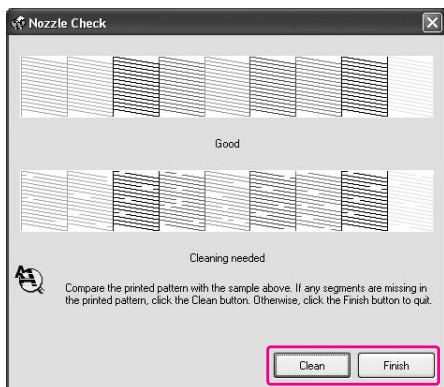 Nozzle Check
Good
Cleaning needed
Compare the printed pattern with the sample above. If any segments are missing in
the printed pattern, click the Clean button. Otherwise, click the Finish button to quit.
Clean Finish